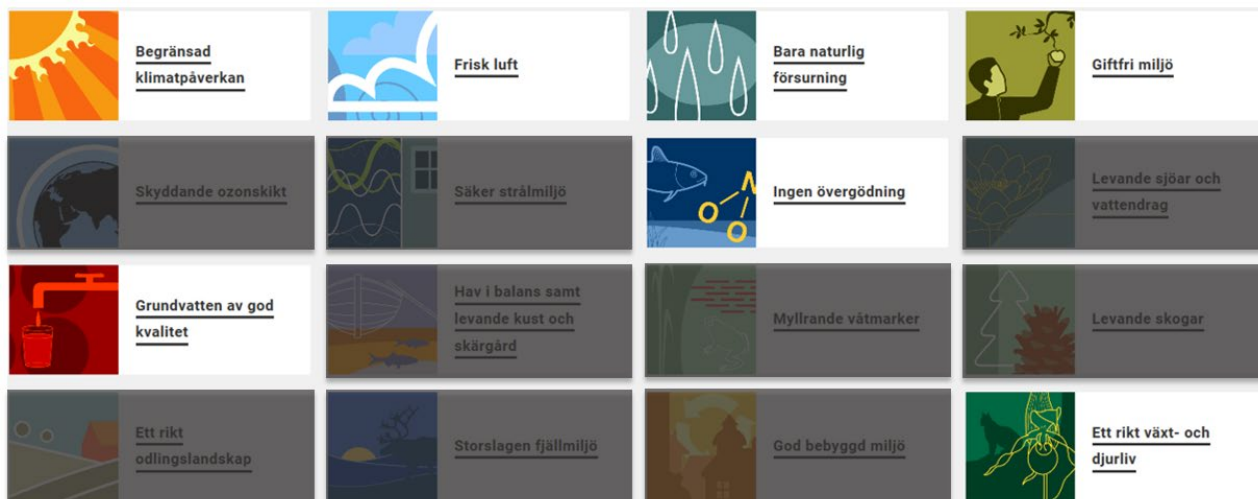 Begränsad
klimatpåverkan
Frisk luft
Bara naturlig
försurning
Giftfri miljö
Skyddande ozonskikt
Säker strålmiljö
N
O
O
Ingen övergödning
Levande sjöar och
vattendrag
Grundvatten av god
kvalitet
Hav i balans samt
levande kust och
skärgård
Myllrande våtmarker
Levande skogar
Ett rikt
odlingslandskap
Storslagen fjällmiljö
God bebyggd miljö
Ett rikt växt- och
djurliv